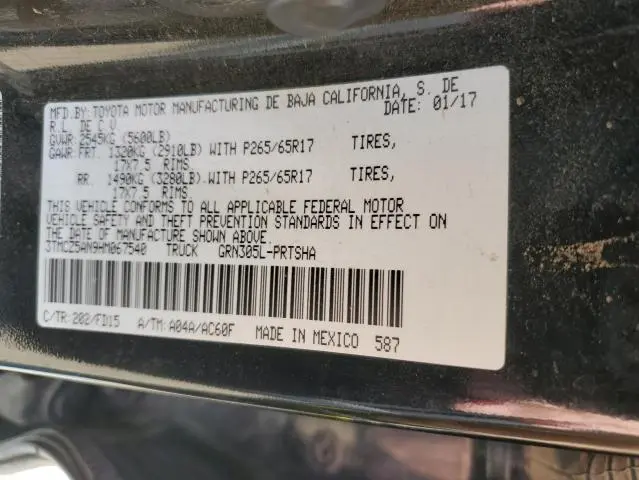 MFD.BY:TOYOTA MOTOR MANUFACTURING DE BAJA CALIFORNIA, S. DE
R.L. DE C.V. DATE: 01/17
GVWR 2545KG (5600LB)
GAWR:FRT. 1320KG (2910LB) WITH P265/65R17 TIRES,
17X7.5 RIMS.
RR. 1490KG (3280LB) WITH P265/65R17 TIRES,
17X7.5 RIMS.
THIS VEHICLE CONFORMS TO ALL APPLICABLE FEDERAL MOTOR
VEHICLE SAFETY AND THEFT PREVENTION STANDARDS IN EFFECT ON
THE DATE OF MANUFACTURE SHOWN ABOVE.
3TMCZ5AN9HM067540 TRUCK GRN305L-PRTSHA
C/TR:202/FD15 A/TM:A04A/AC60F MADE IN MEXICO 587